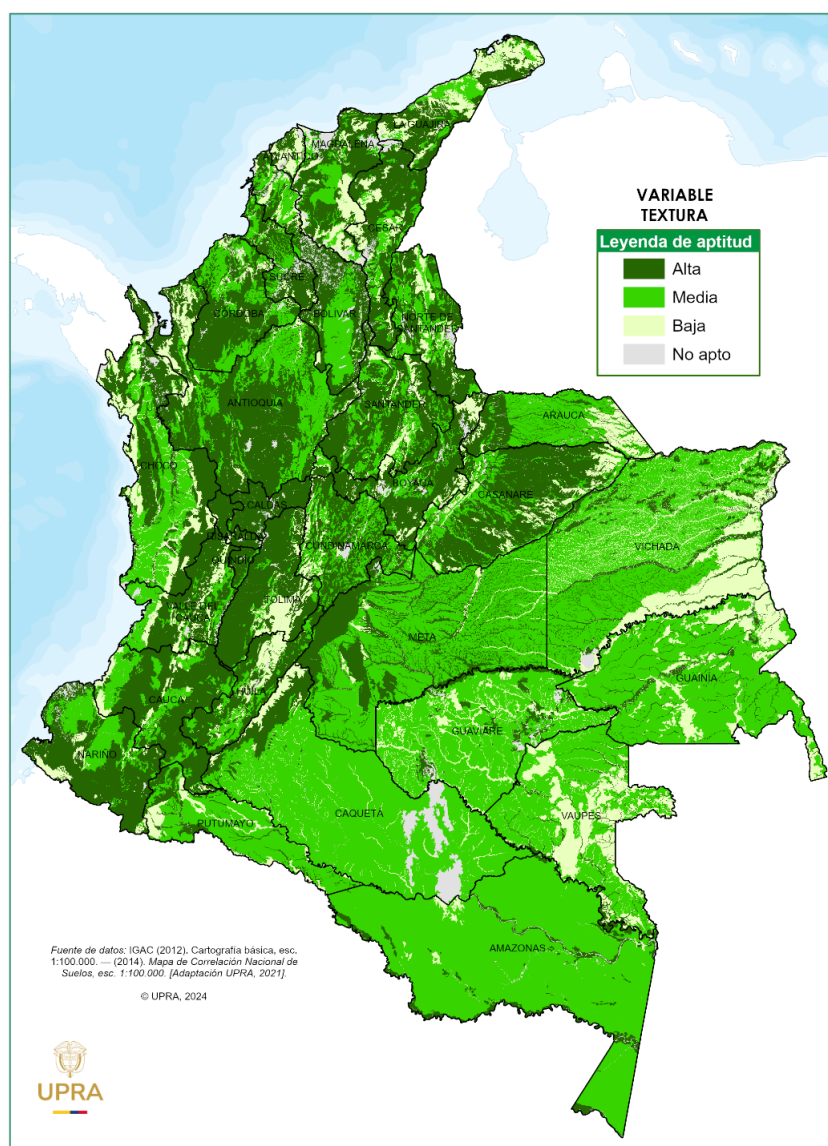 VARIABLE
TEXTURA
Leyenda de aptitud
Alta
Media
Baja
No apto
LA GUAJIRA
MAGDALENA
ATLÁNTICO
CESAR
SUCRE
CÓRDOBA
BOLÍVAR
NORTE DE
SANTANDER
ANTIOQUIA
SANTANDER
ARAUCA
CHOCÓ
BOYACÁ
CASANARE
CALDAS
RISARALDA
CUNDINAMARCA
QUINDÍO
VICHADA
TOLIMA
VALLE DEL
CAUCA
META
GUAINÍA
CAUCA
HUILA
GUAVIARE
NARIÑO
CAQUETÁ
VAUPÉS
PUTUMAYO
AMAZONAS
Fuente de datos: IGAC (2012). Cartografía básica, esc.
1:100.000. — (2014). Mapa de Correlación Nacional de
Suelos, esc. 1:100.000. [Adaptación UPRA, 2021].
© UPRA, 2024
UPRA